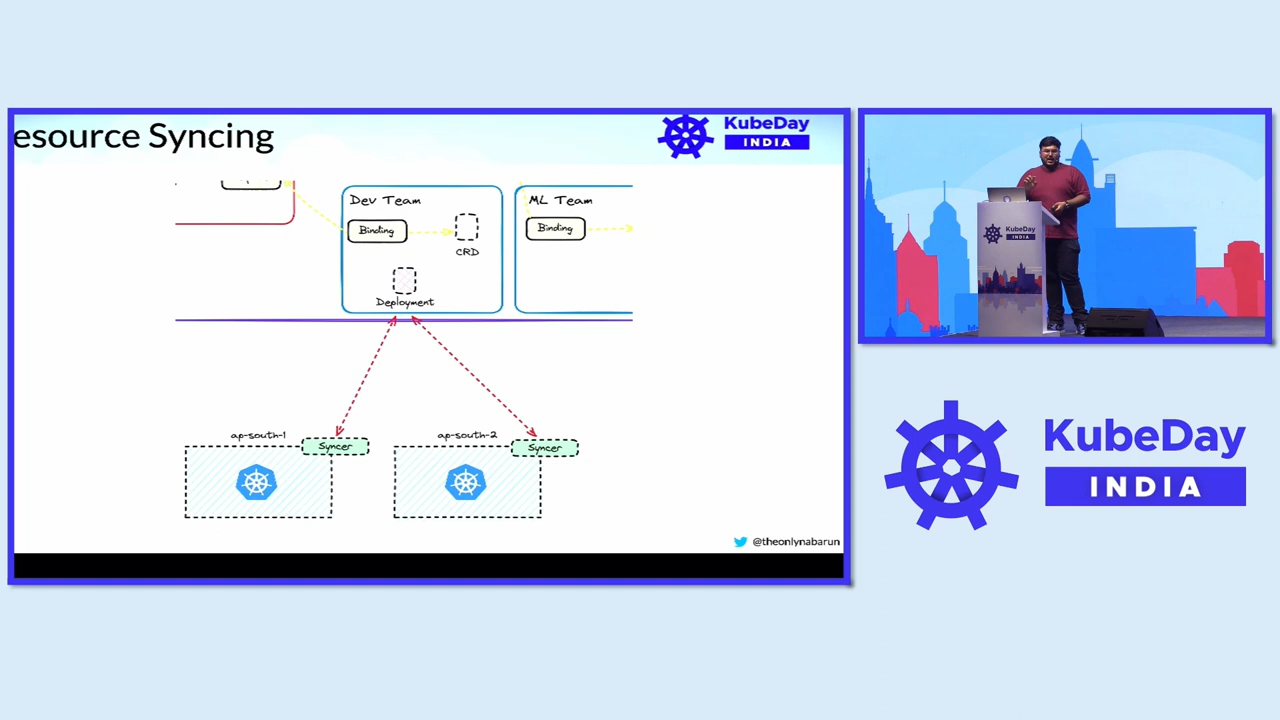 esource Syncing
KubeDay
INDIA
Dev Team
ML Team
Binding
Binding
CRD
Deployment
ap-south-1
Syncer
ap-south-2
Syncer
@theonlynabarun
KubeDay
INDIA
KubeDay
INDIA